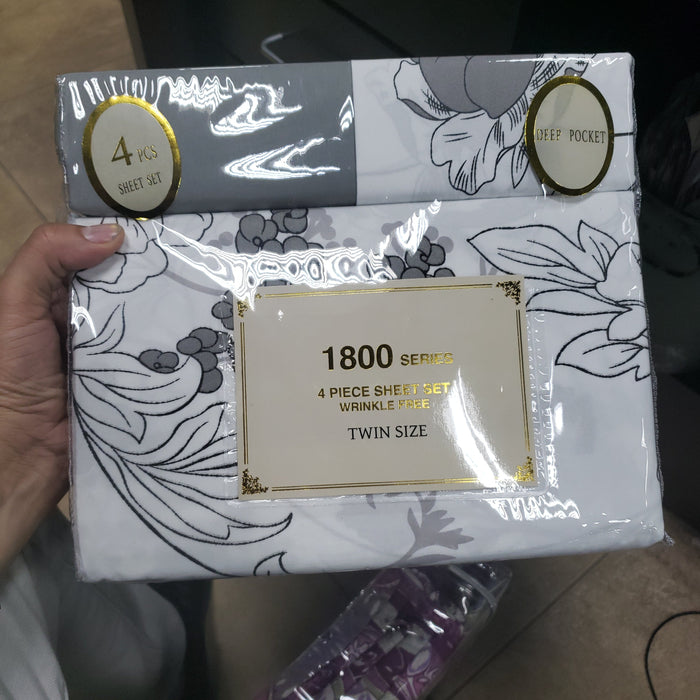 4 PCS
SHEET SET
DEEP POCKET
1800 SERIES
4 PIECE SHEET SET
WRINKLE FREE
TWIN SIZE